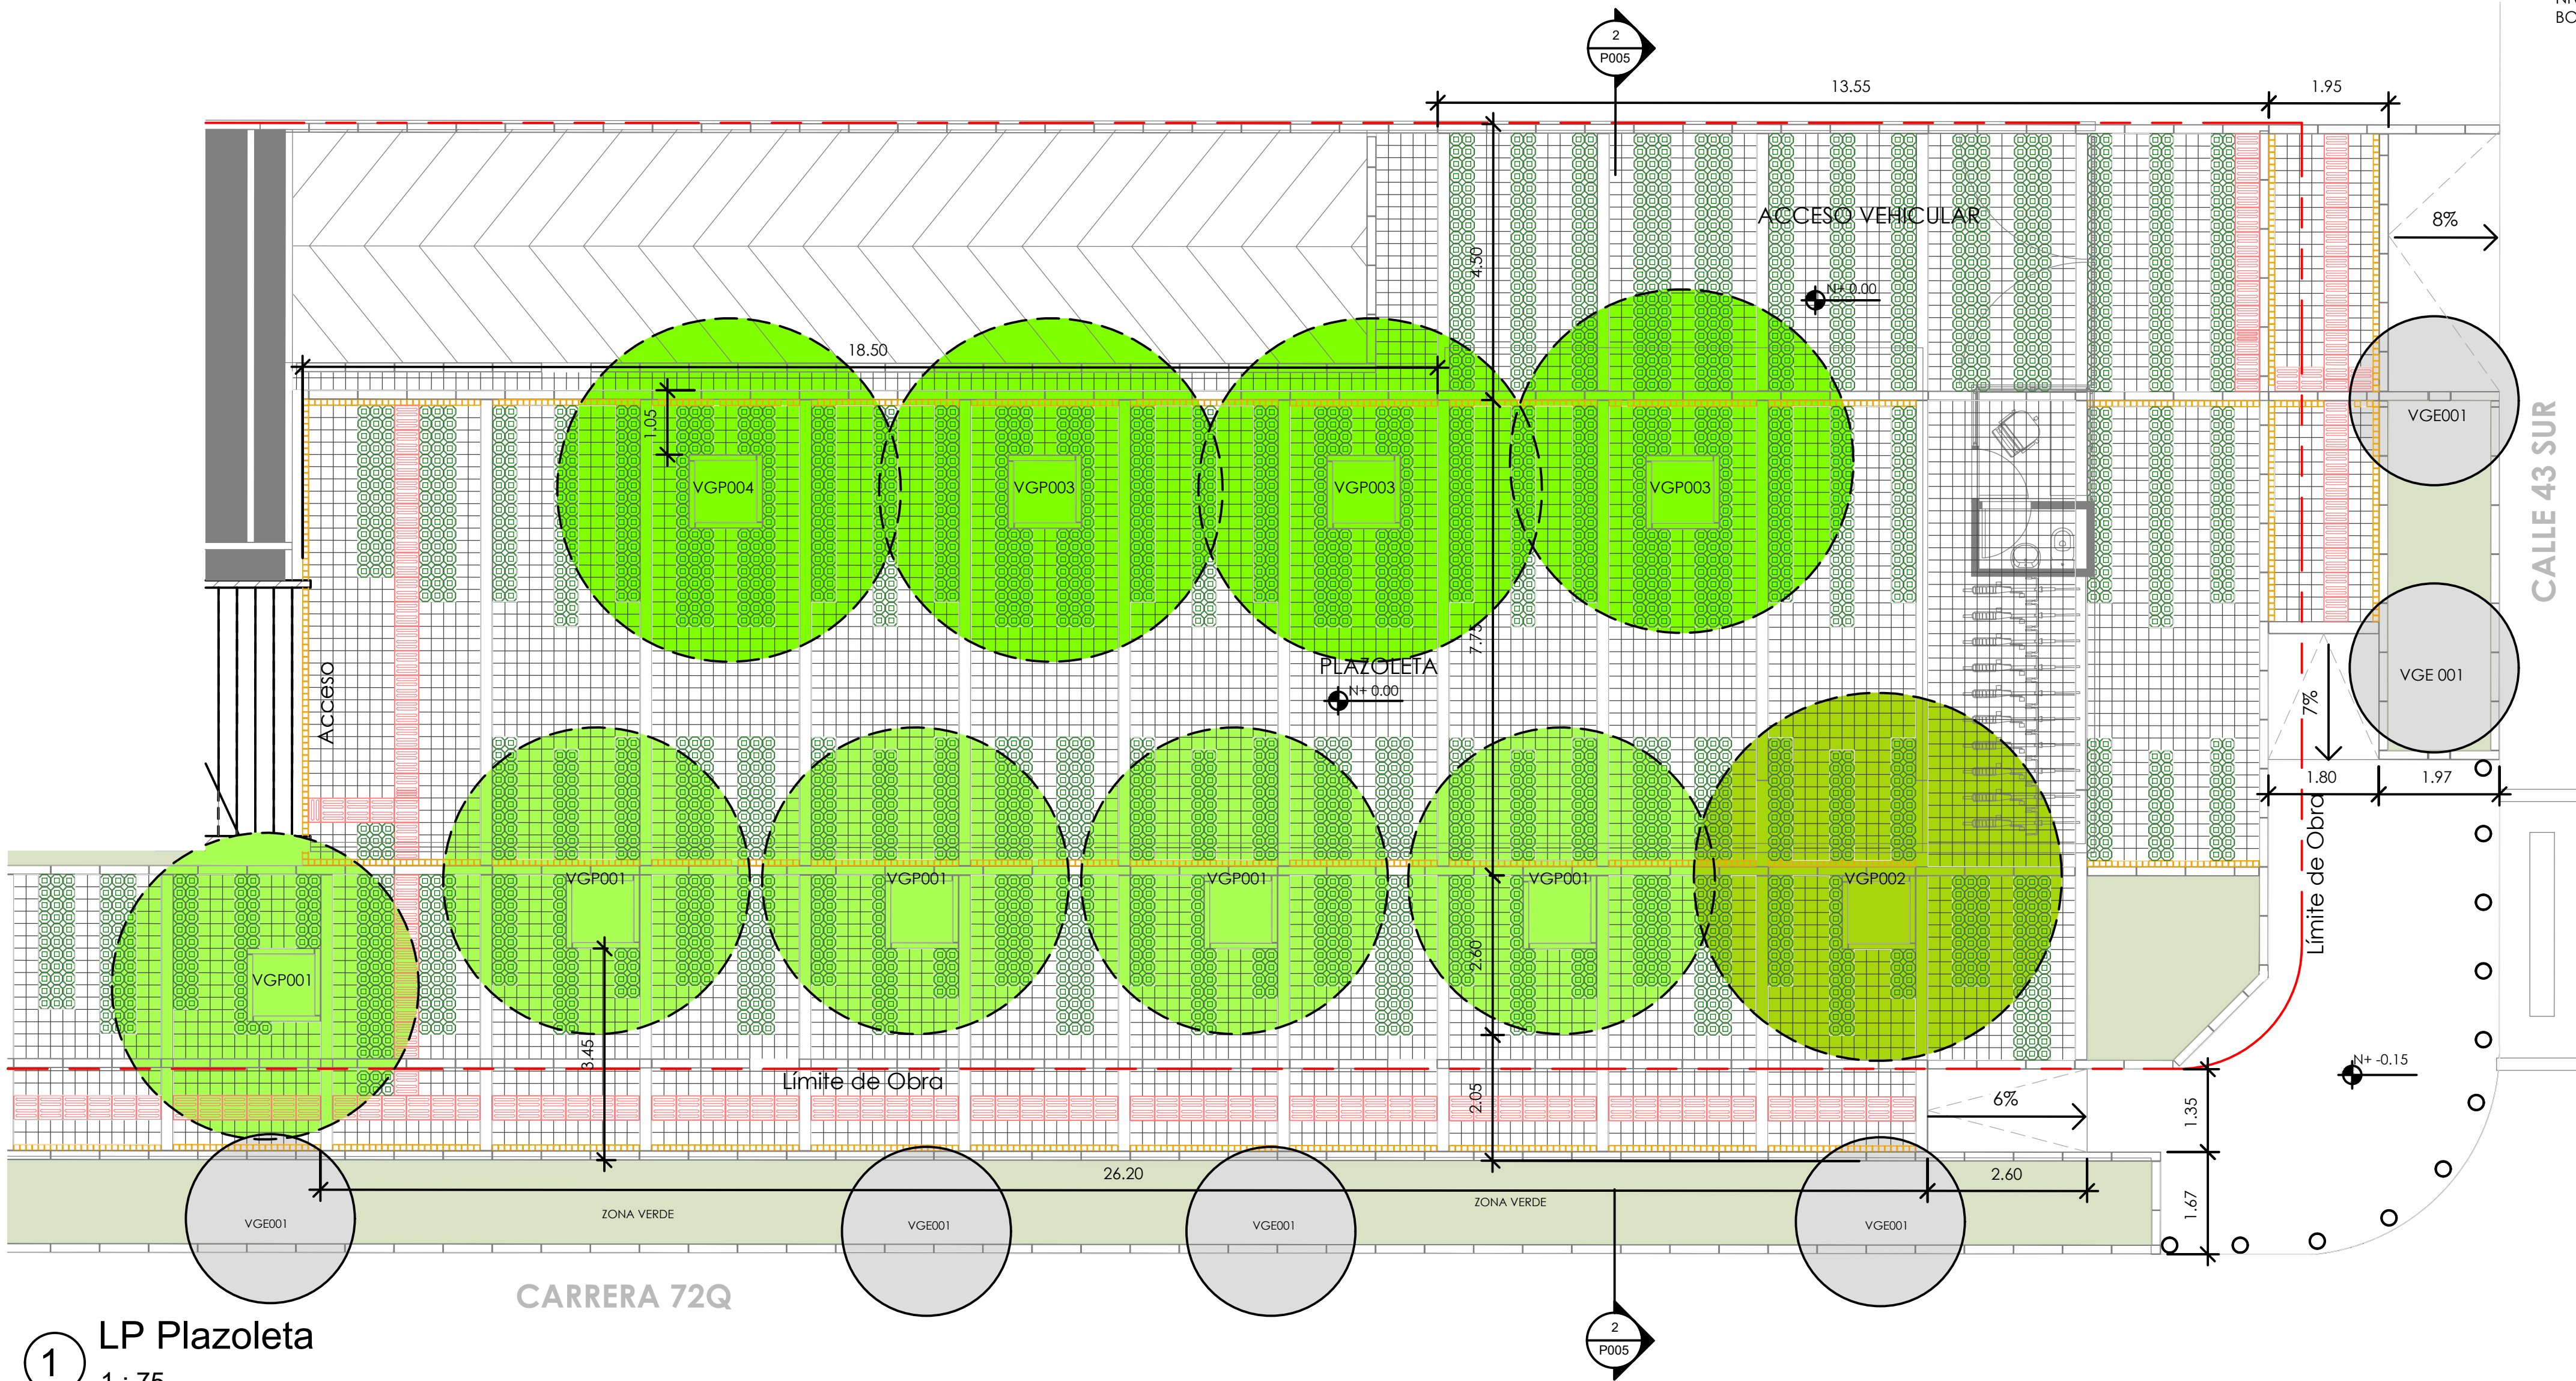 BO
2
P005
13.55
1.95
ACCESO VEHICULAR
8%
4.50
N+ 0.00
18.50
1.05
VGE001
CALLE 43 SUR
VGP004
VGP003
VGP003
VGP003
7.75
PLAZOLETA
N+ 0.00
Acceso
VGE 001
7%
1.80
1.97
Límite de Obra
VGP001
VGP001
VGP001
VGP001
VGP002
VGP001
2.60
3.45
Límite de Obra
2.05
N+ -0.15
6%
1.35
26.20
2.60
1.67
ZONA VERDE
ZONA VERDE
VGE001
VGE001
VGE001
VGE001
CARRERA 72Q
1
LP Plazoleta
1 : 75
2
P005